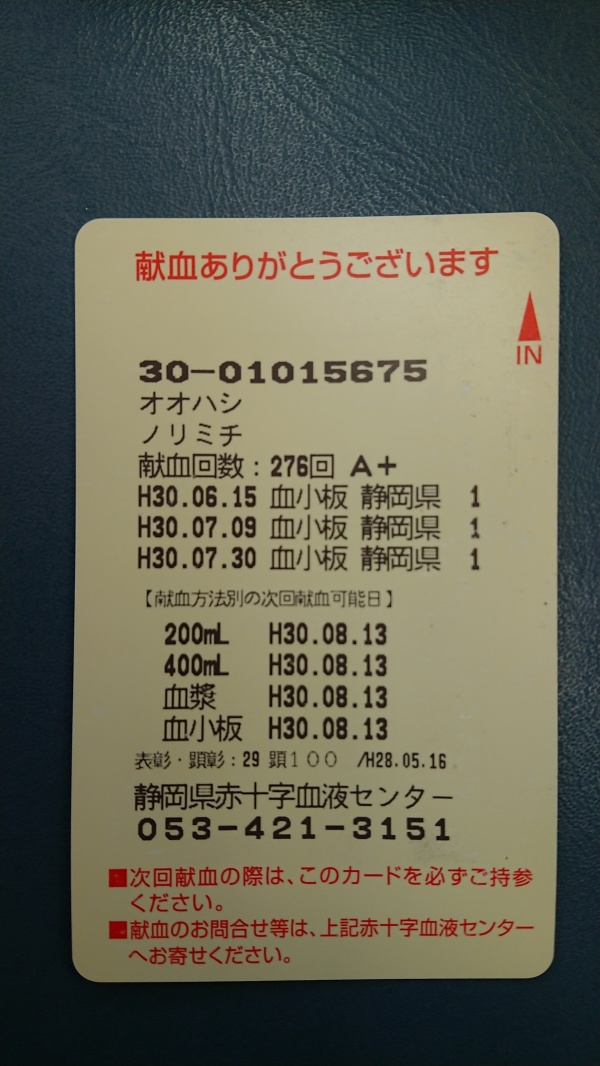 献血ありがとうございます
IN
30-01015675
オオハシ
ノリミチ
献血回数：276回 A+
H30.06.15 血小板 静岡県 1
H30.07.09 血小板 静岡県 1
H30.07.30 血小板 静岡県 1
【献血方法別の次回献血可能日】
200mL H30.08.13
400mL H30.08.13
血漿 H30.08.13
血小板 H30.08.13
表彰・顕彰：29 顕１００ /H28.05.16
静岡県赤十字血液センター
053-421-3151
■次回献血の際は、このカードを必ずご持参
ください。
■献血のお問合せ等は、上記赤十字血液センター
へお寄せください。